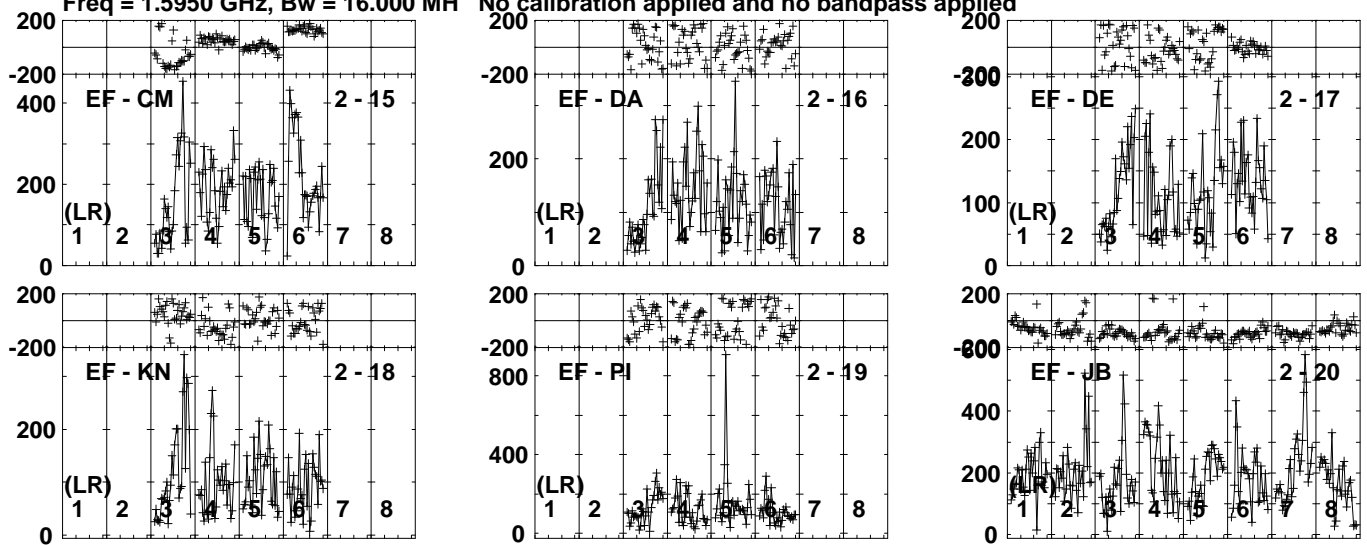 Freq = 1.5950 GHz, Bw = 16.000 MH No calibration applied and no bandpass applied
200
-200
400
200
0
EF - CM 2 - 15
(LR)
1 2 3 4 5 6 7 8
200
-200
200
0
EF - DA 2 - 16
(LR)
1 2 3 4 5 6 7 8
200
-200
300
200
100
0
EF - DE 2 - 17
(LR)
1 2 3 4 5 6 7 8
200
-200
200
0
EF - KN 2 - 18
(LR)
1 2 3 4 5 6 7 8
200
-200
800
400
0
EF - PI 2 - 19
(LR)
1 2 3 4 5 6 7 8
200
-200
600
400
200
0
EF - JB 2 - 20
(LR)
1 2 3 4 5 6 7 8